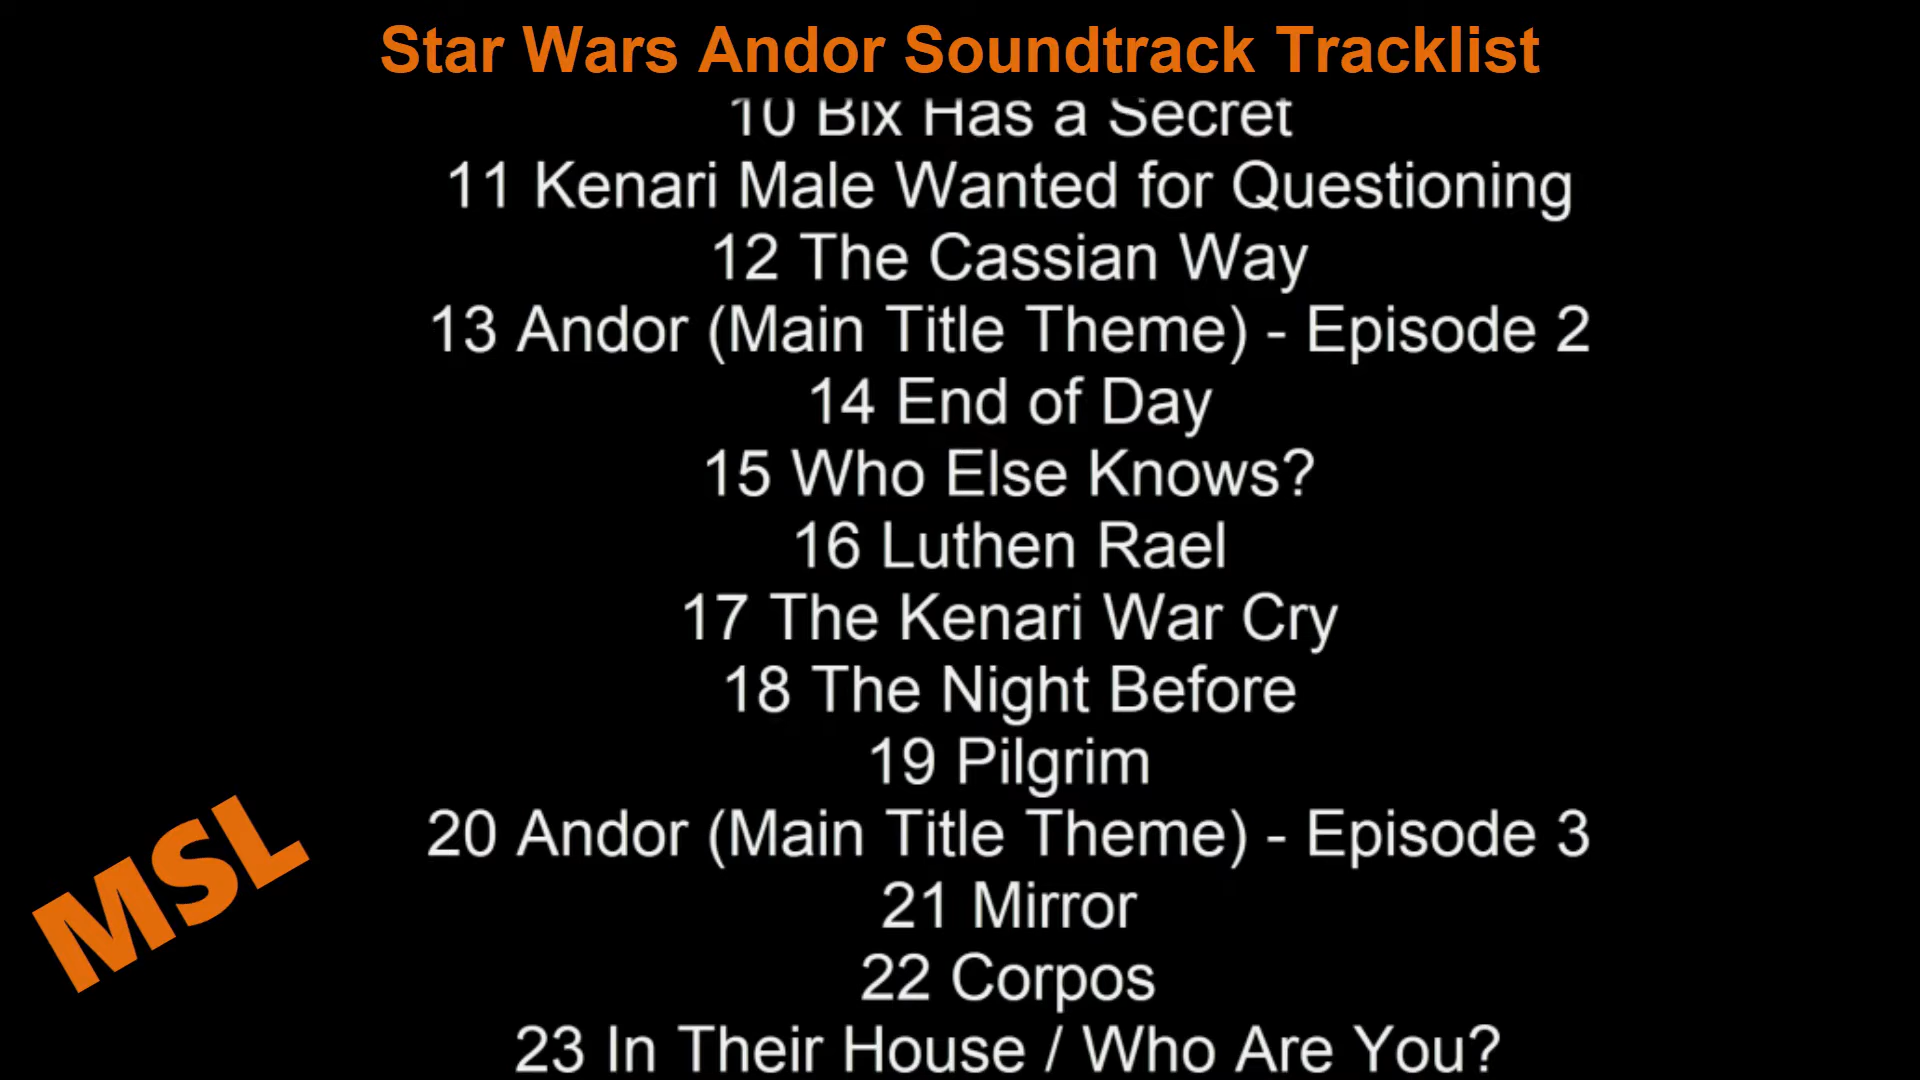 Star Wars Andor Soundtrack Tracklist
10 Bix Has a Secret
11 Kenari Male Wanted for Questioning
12 The Cassian Way
13 Andor (Main Title Theme) - Episode 2
14 End of Day
15 Who Else Knows?
16 Luthen Rael
17 The Kenari War Cry
18 The Night Before
19 Pilgrim
20 Andor (Main Title Theme) - Episode 3
21 Mirror
22 Corpos
23 In Their House / Who Are You?
MSL